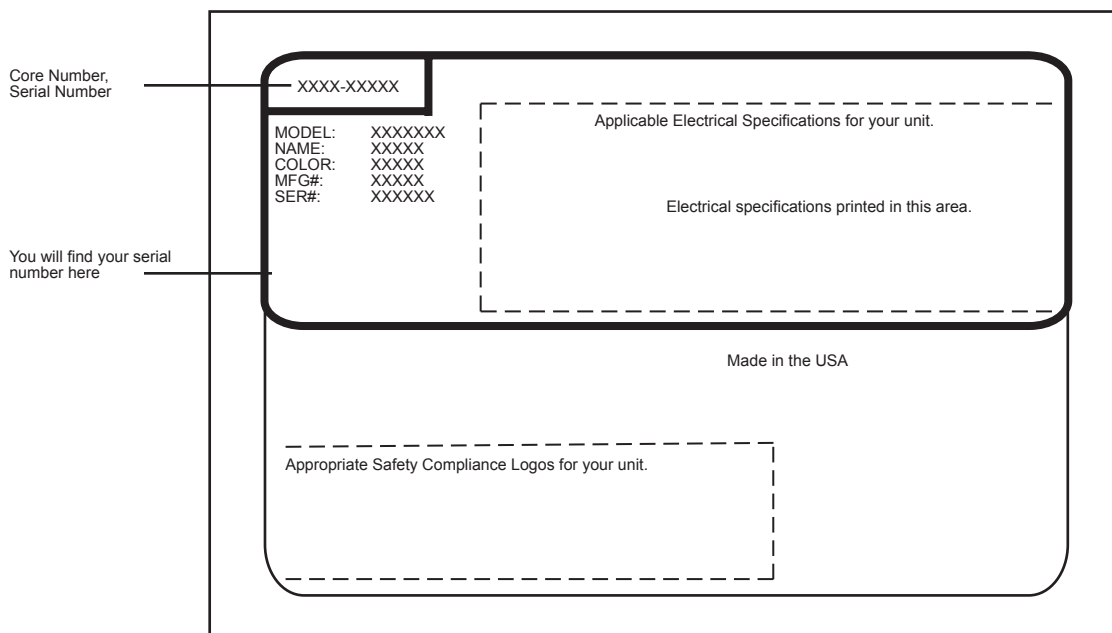 Core Number,
Serial Number
XXXX-XXXXX
Applicable Electrical Specifications for your unit.
MODEL: XXXXXXX
NAME: XXXXX
COLOR: XXXXX
MFG#: XXXXX
SER#: XXXXXX
Electrical specifications printed in this area.
You will find your serial
number here
Made in the USA
Appropriate Safety Compliance Logos for your unit.